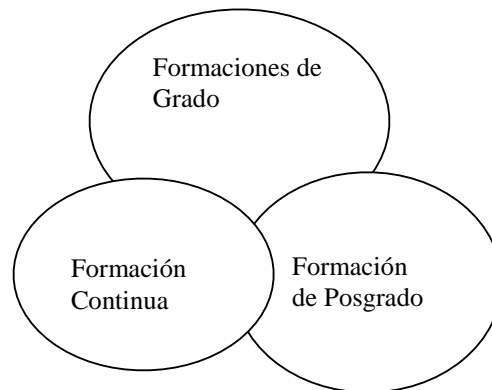 Formaciones de
Grado
Formación
Continua
Formación
de Posgrado